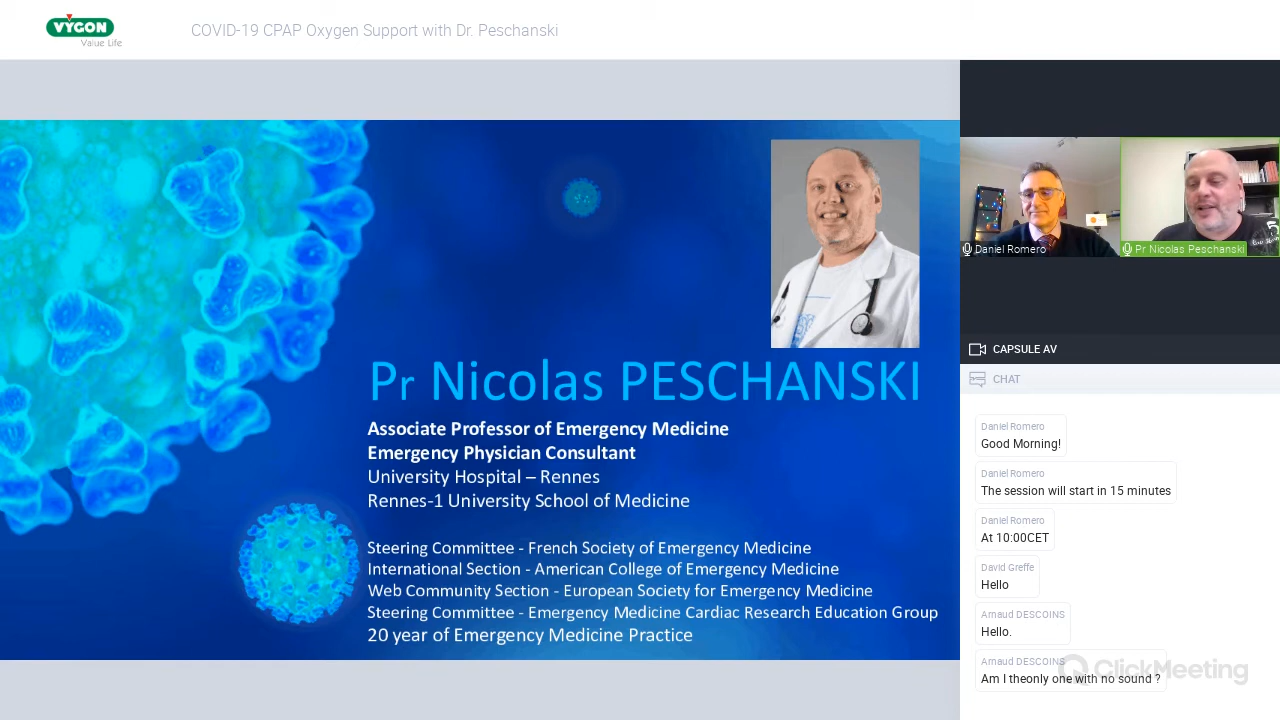 VYGON
Value Life
COVID-19 CPAP Oxygen Support with Dr. Peschanski
Pr Nicolas PESCHANSKI
Associate Professor of Emergency Medicine
Emergency Physician Consultant
University Hospital – Rennes
Rennes-1 University School of Medicine
Steering Committee - French Society of Emergency Medicine
International Section - American College of Emergency Medicine
Web Community Section - European Society for Emergency Medicine
Steering Committee - Emergency Medicine Cardiac Research Education Group
20 year of Emergency Medicine Practice
Daniel Romero
Pr Nicolas Peschanski
CAPSULE AV
CHAT
Daniel Romero
Good Morning!
Daniel Romero
The session will start in 15 minutes
Daniel Romero
At 10:00CET
David Greffe
Hello
Arnaud DESCOINS
Hello.
Arnaud DESCOINS
Am I theonly one with no sound ?
ClickMeeting